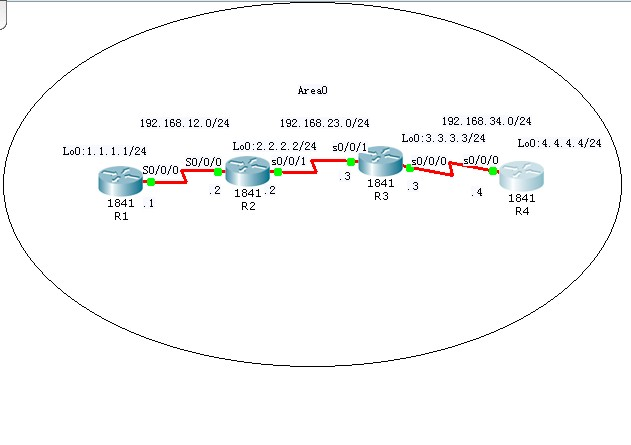 Area0
192.168.12.0/24
192.168.23.0/24
192.168.34.0/24
Lo0:1.1.1.1/24
S0/0/0
S0/0/0
Lo0:2.2.2.2/24
s0/0/1
s0/0/1
Lo0:3.3.3.3/24
s0/0/0
s0/0/0
Lo0:4.4.4.4/24
1841
R1
.1
.2
1841
R2
.2
.3
1841
R3
.3
.4
1841
R4